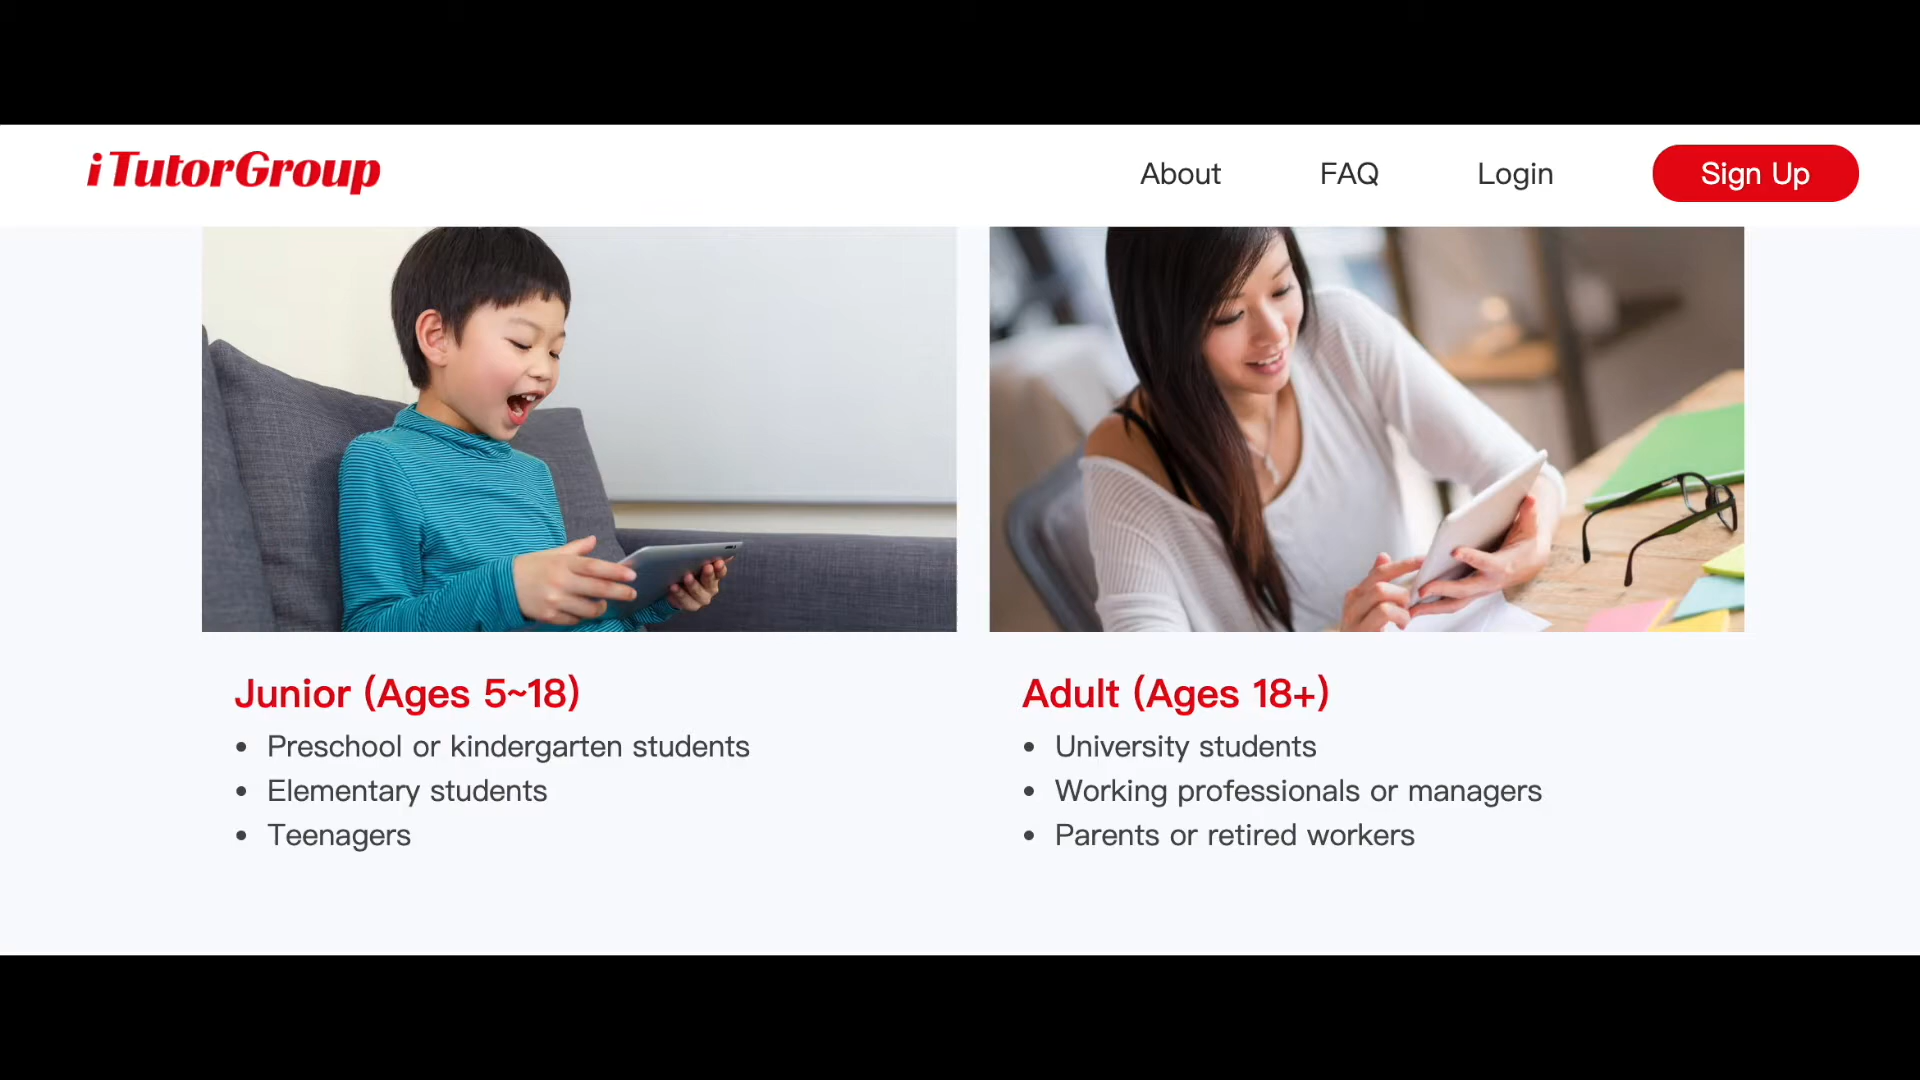 iTutorGroup
About
FAQ
Login
Sign Up
Junior (Ages 5~18)
• Preschool or kindergarten students
• Elementary students
• Teenagers
Adult (Ages 18+)
• University students
• Working professionals or managers
• Parents or retired workers